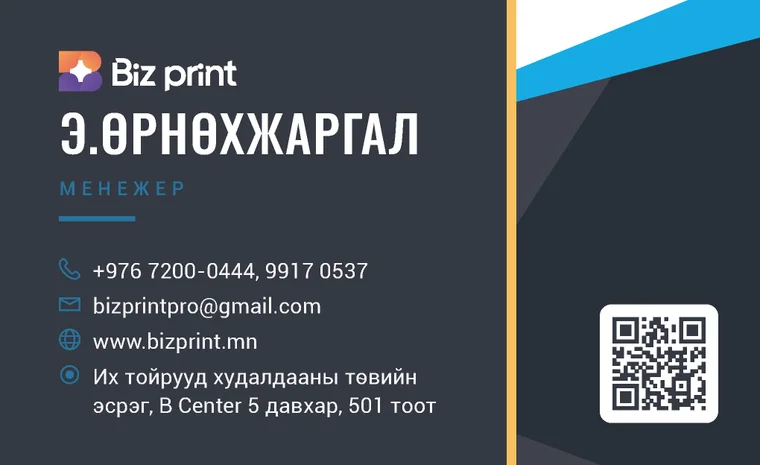 Biz print
Э.ӨРНӨХЖАРГАЛ
МЕНЕЖЕР
+976 7200-0444, 9917 0537
bizprintpro@gmail.com
www.bizprint.mn
Их тойрууд худалдааны төвийн
эсрэг, B Center 5 давхар, 501 тоот